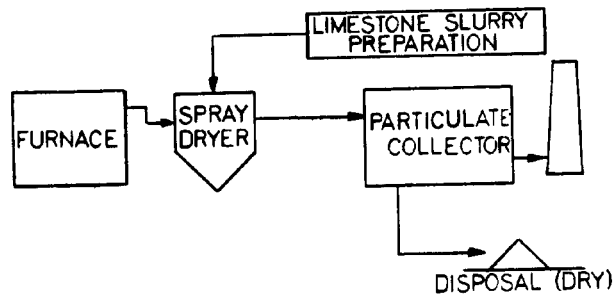 LIMESTONE SLURRY
PREPARATION
FURNACE
SPRAY
DRYER
PARTICULATE
COLLECTOR
DISPOSAL (DRY)